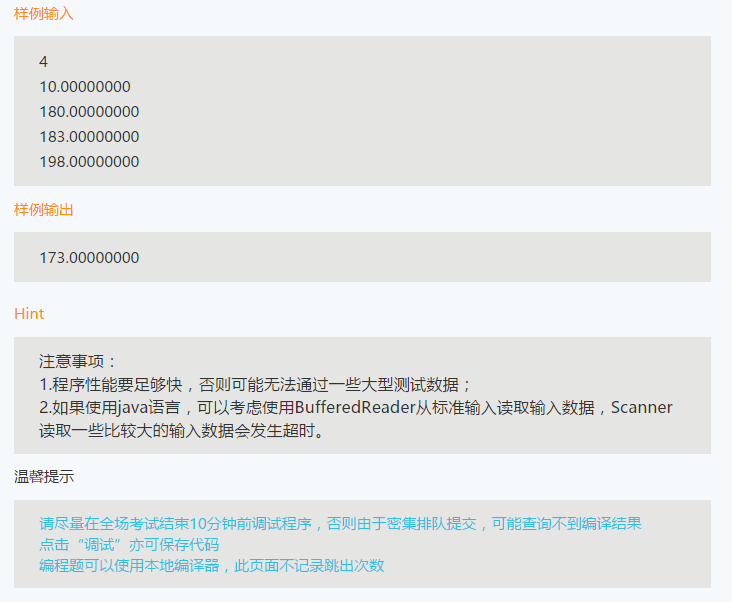 样例输入
4
10.00000000
180.00000000
183.00000000
198.00000000
样例输出
173.00000000
Hint
注意事项：
1.程序性能要足够快，否则可能无法通过一些大型测试数据；
2.如果使用java语言，可以考虑使用BufferedReader从标准输入读取输入数据，Scanner
读取一些比较大的输入数据会发生超时。
温馨提示
请尽量在全场考试结束10分钟前调试程序，否则由于密集排队提交，可能查询不到编译结果
点击“调试”亦可保存代码
编程题可以使用本地编译器，此页面不记录跳出次数